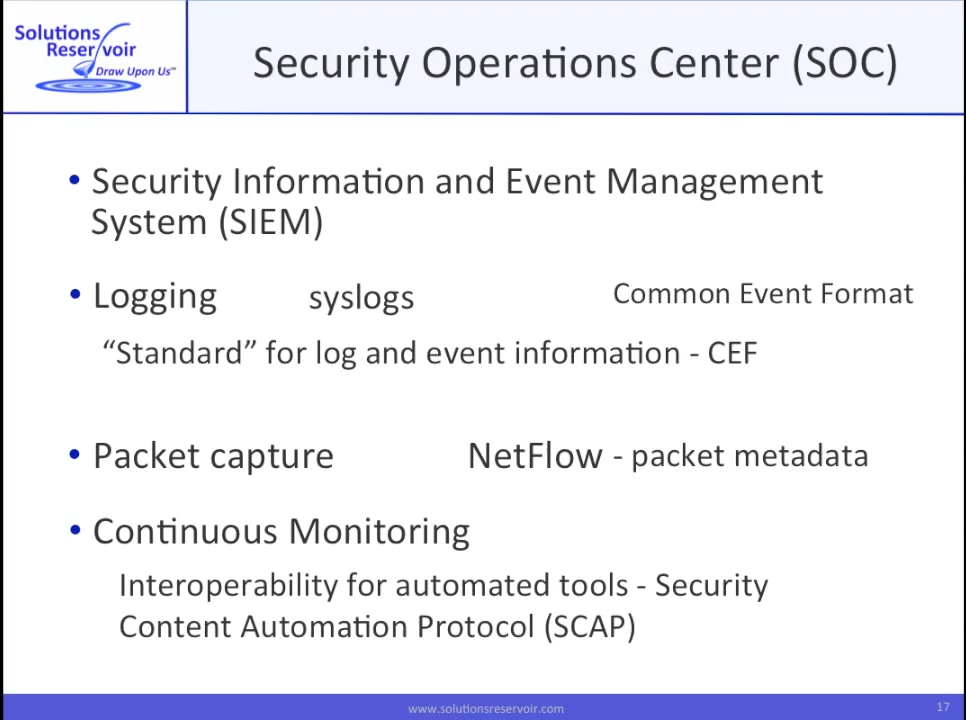 Solutions
Reservoir
Draw Upon Us℠
Security Operations Center (SOC)
• Security Information and Event Management
System (SIEM)
• Logging syslogs Common Event Format
“Standard” for log and event information - CEF
• Packet capture NetFlow - packet metadata
• Continuous Monitoring
Interoperability for automated tools - Security
Content Automation Protocol (SCAP)
www.solutionsreservoir.com 17